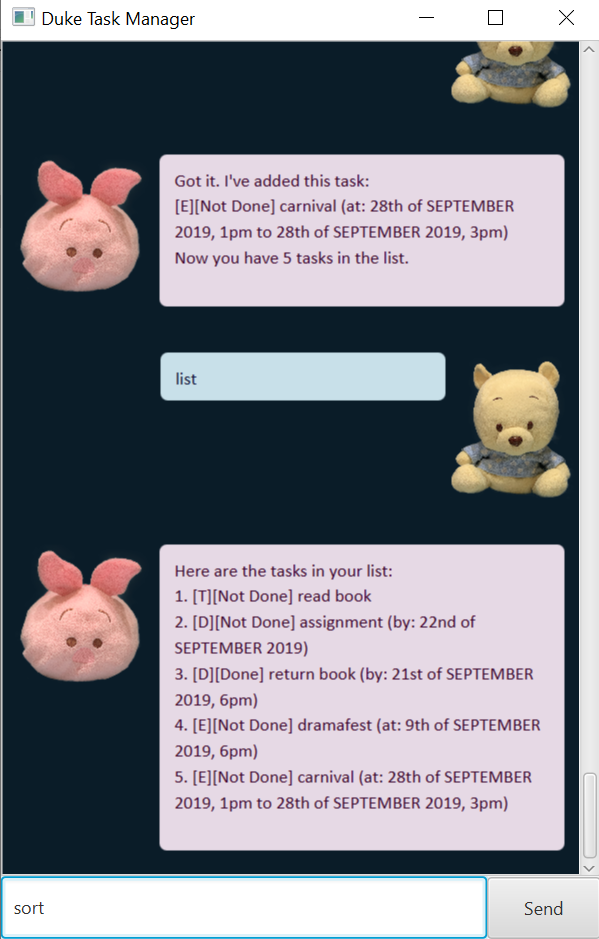 Duke Task Manager
Got it. I've added this task:
[E][Not Done] carnival (at: 28th of SEPTEMBER
2019, 1pm to 28th of SEPTEMBER 2019, 3pm)
Now you have 5 tasks in the list.
list
Here are the tasks in your list:
1. [T][Not Done] read book
2. [D][Not Done] assignment (by: 22nd of
SEPTEMBER 2019)
3. [D][Done] return book (by: 21st of SEPTEMBER
2019, 6pm)
4. [E][Not Done] dramafest (at: 9th of SEPTEMBER
2019, 6pm)
5. [E][Not Done] carnival (at: 28th of SEPTEMBER
2019, 1pm to 28th of SEPTEMBER 2019, 3pm)
sort
Send